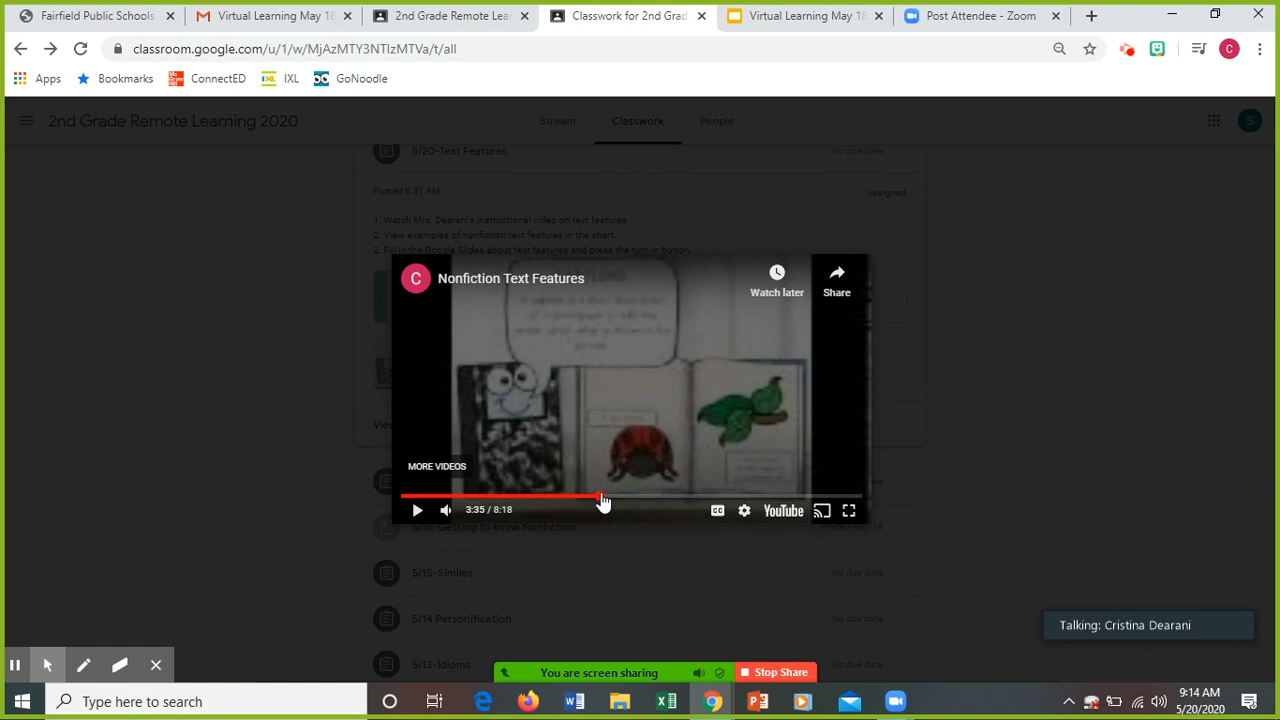 Fairfield Public Schools
Virtual Learning May 18
2nd Grade Remote Lea
Classwork for 2nd Grad
Virtual Learning May 18
Post Attendee - Zoom
classroom.google.com/u/1/w/MjAzMTY3NTIzMTVa/t/all
C
Apps
Bookmarks
ConnectED
IXL
GoNoodle
2nd Grade Remote Learning 2020
Stream
Classwork
People
S
5/20-Text Features
No due date
Posted 8:31 AM
Assigned
1. Watch Mrs. Dearani's instructional video on text features
2. View examples of nonfiction text features in the chart.
2. Fill in the Google Slides about text features and press the turn in button.
C
Nonfiction Text Features
Watch later
Share
MORE VIDEOS
3:35 / 8:18
CC
YouTube
Vie
5/18: Getting to know Nonfiction
Posted May 18
5/15-Similes
No due date
5/14 Personification
No due date
Talking: Cristina Dearani
5/13-Idioms
No due date
You are screen sharing
Stop Share
Type here to search
9:14 AM
5/20/2020